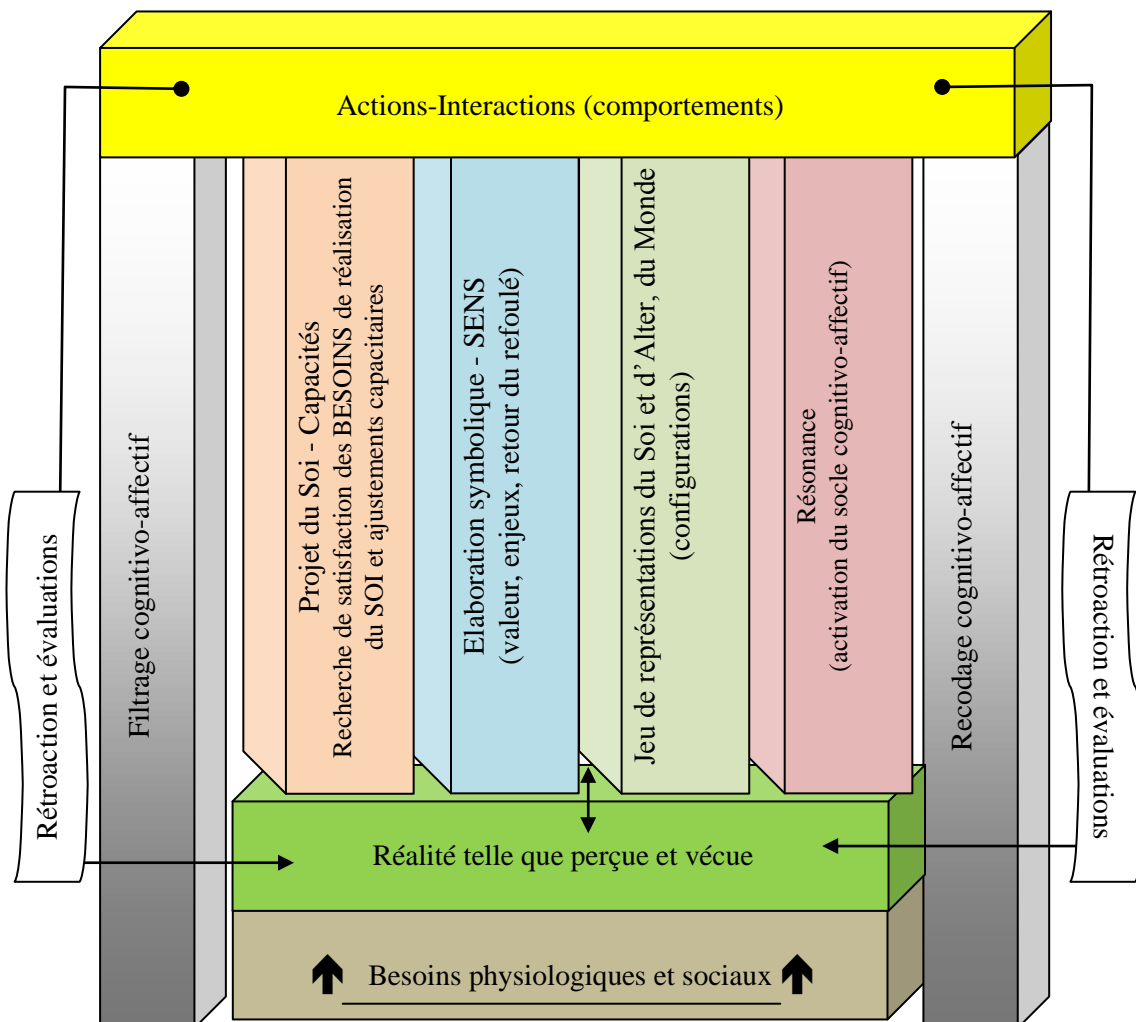 Actions-Interactions (comportements)
Rétroaction et évaluations
Filtrage cognitivo-affectif
Projet du Soi - Capacités
Recherche de satisfaction des BESOINS de réalisation
du SOI et ajustements capacitaires
Elaboration symbolique - SENS
(valeur, enjeux, retour du refoulé)
Jeu de représentations du Soi et d’Alter, du Monde
(configurations)
Résonance
(activation du socle cognitivo-affectif)
Recodage cognitivo-affectif
Rétroaction et évaluations
Réalité telle que perçue et vécue
Besoins physiologiques et sociaux